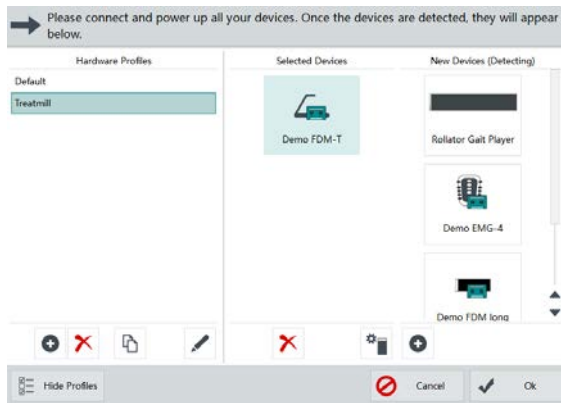 Please connect and power up all your devices. Once the devices are detected, they will appear
below.
Hardware Profiles
Default
Treatmill
Selected Devices
Demo FDM-T
New Devices (Detecting)
Rollator Gait Player
Demo EMG-4
Demo FDM long
Hide Profiles
Cancel
Ok